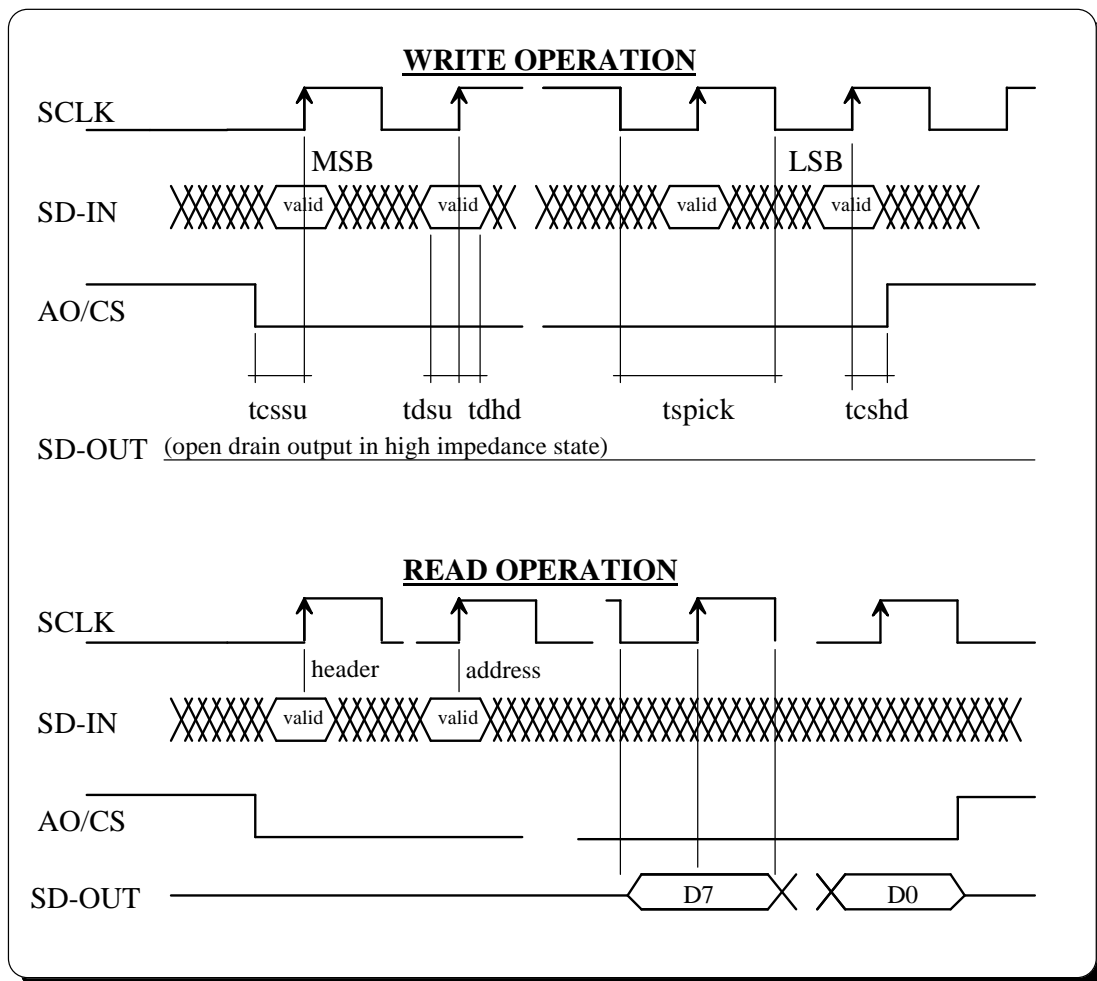 WRITE OPERATION
SCLK
MSB
LSB
SD-IN
valid
valid
valid
valid
AO/CS
tcssu
tdsu
tdhd
tspick
tcshd
SD-OUT
(open drain output in high impedance state)
READ OPERATION
SCLK
header
address
SD-IN
valid
valid
AO/CS
SD-OUT
D7
D0